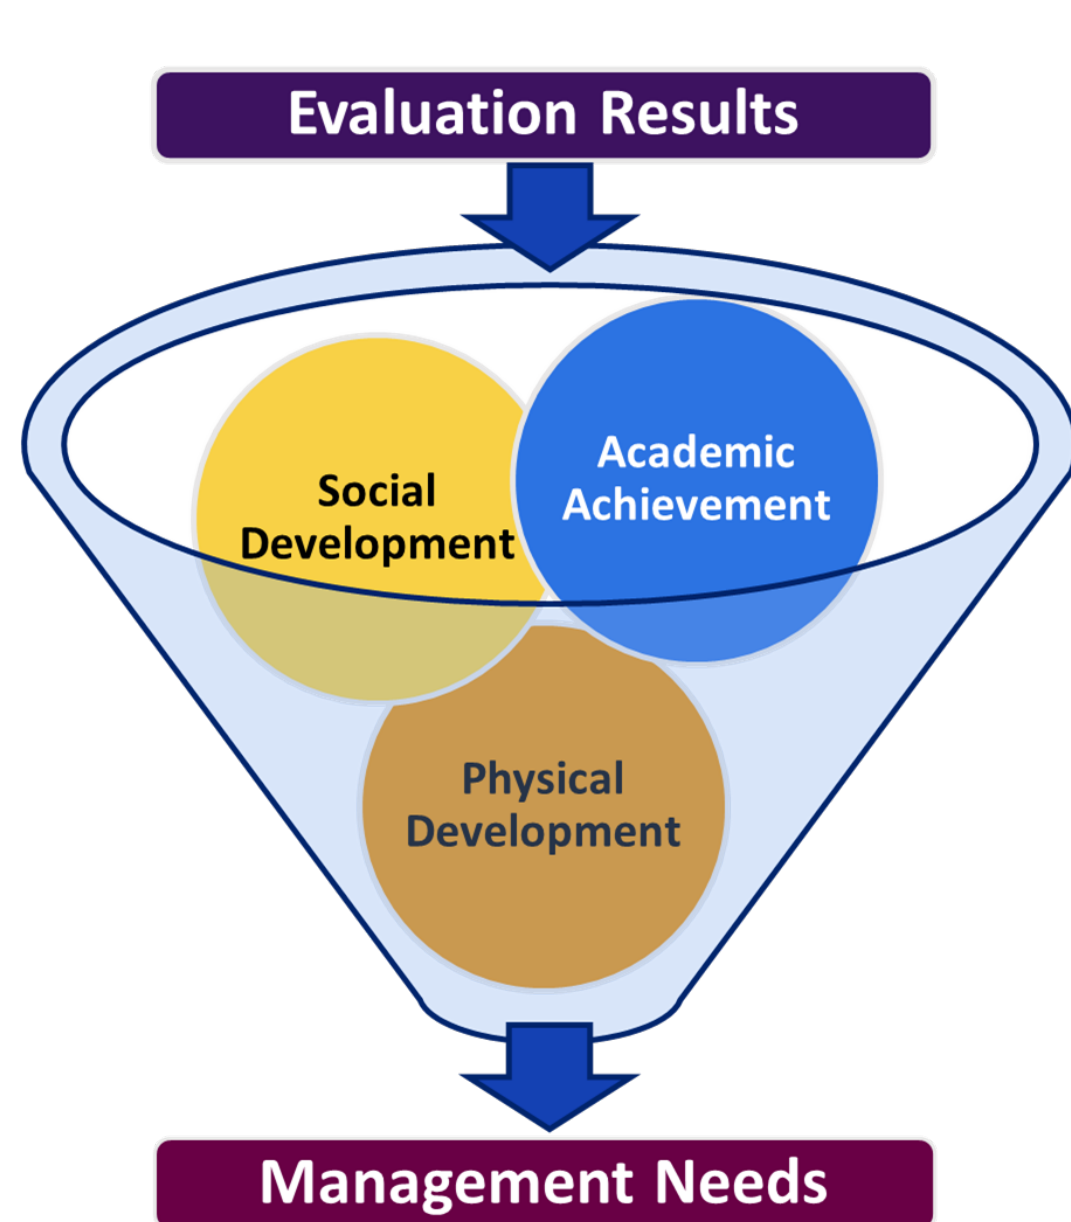 Evaluation Results
Academic
Achievement
Social
Development
Physical
Development
Management Needs